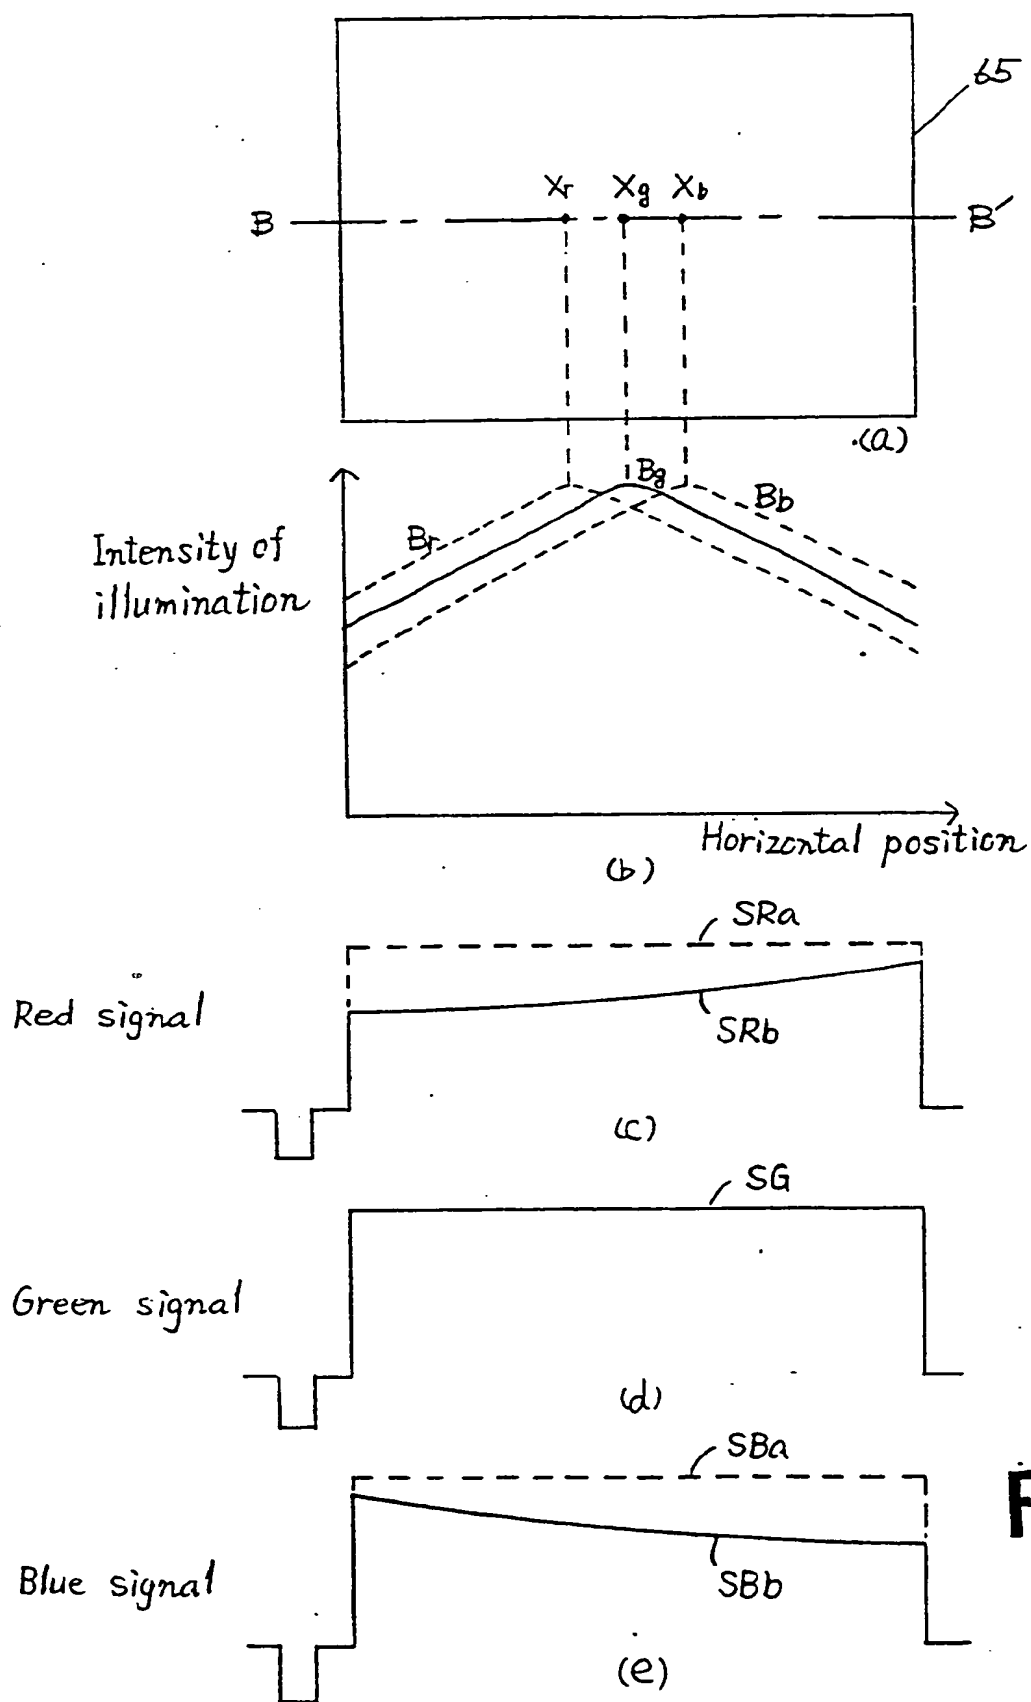 65
Xr Xg Xb
B B'
(a)
Bg
Bb
Br
Intensity of
illumination
Horizontal position
(b)
SRa
Red signal
SRb
(c)
SG
Green signal
(d)
SBa
Blue signal
SBb
(e)